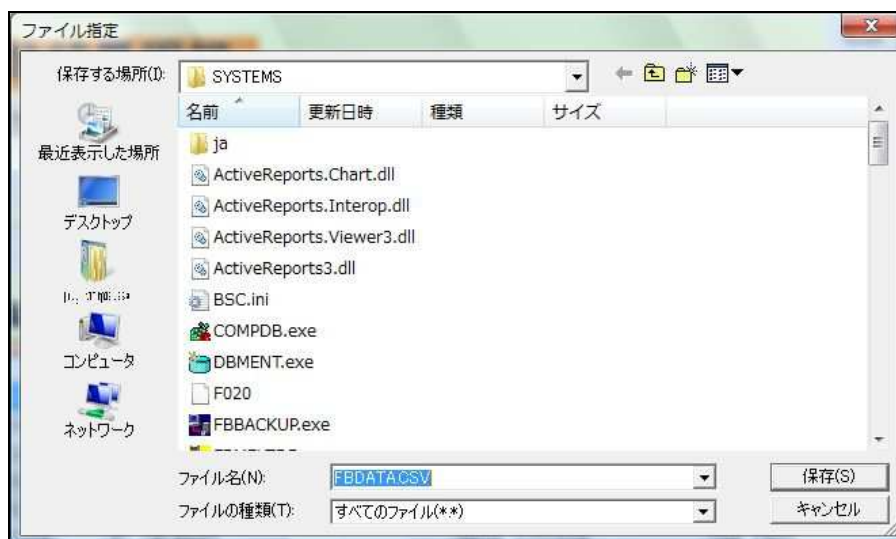 ファイル指定
保存する場所(I):
SYSTEMS
名前 更新日時 種類 サイズ
最近表示した場所
デスクトップ
コンピュータ
ネットワーク
ja
ActiveReports.Chart.dll
ActiveReports.Interop.dll
ActiveReports.Viewer3.dll
ActiveReports3.dll
BSC.ini
COMPDB.exe
DBMENT.exe
F020
FBBACKUP.exe
ファイル名(N):
FBDATA.CSV
保存(S)
ファイルの種類(T):
すべてのファイル(*.*)
キャンセル